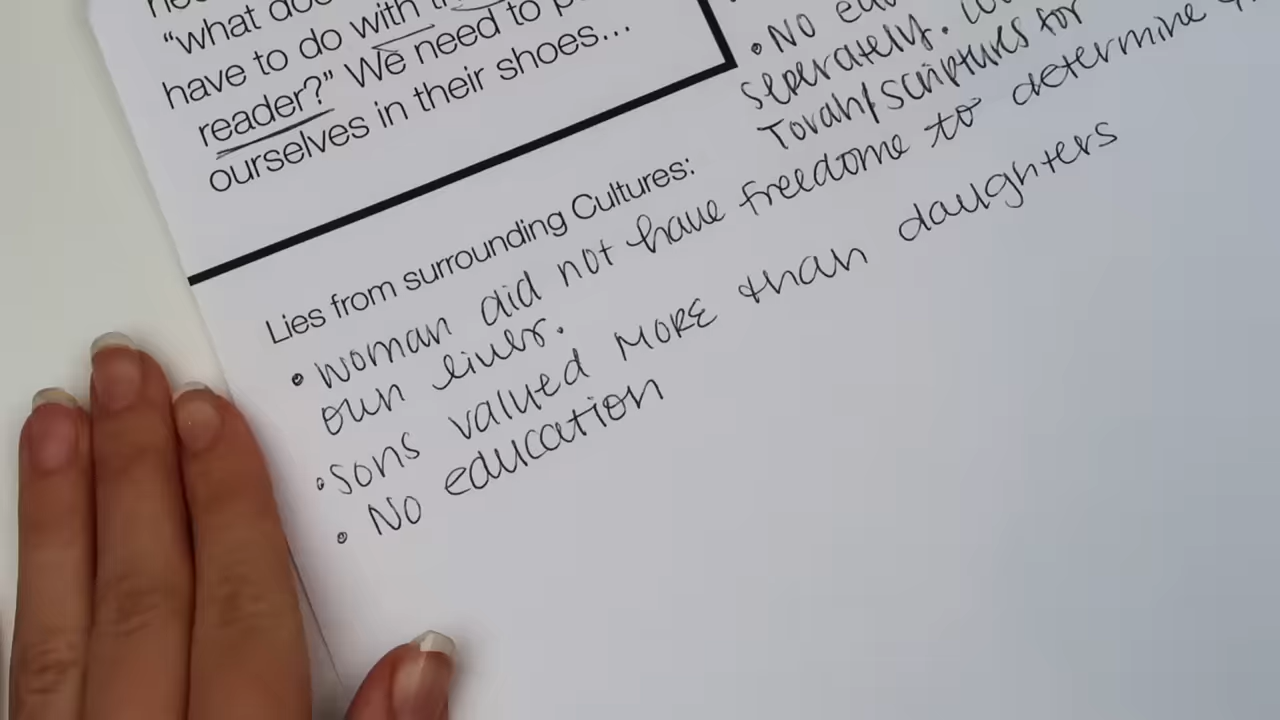 "what
have to do with
reader?" We need to
ourselves in their shoes...
• No
seperately.
Torah/scriptures for
Lies from surrounding Cultures:
• woman did not have freedome to determine
own lives.
• Sons valued MORE than daughters
• No education